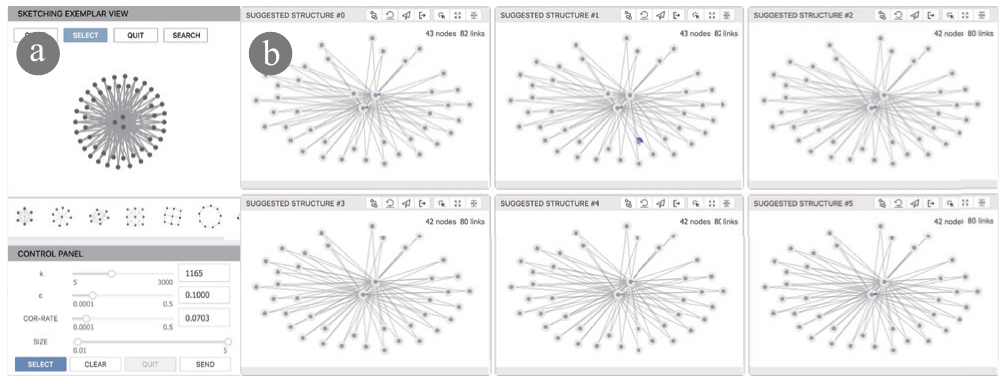 SKETCHING EXEMPLAR VIEW
SELECT
QUIT
SEARCH
a
CONTROL PANEL
k
5
3000
1165
ε
0.0001
0.5
0.1000
COR-RATE
0.0001
0.5
0.0703
SIZE
0.01
5
SELECT
CLEAR
QUIT
SEND
b
SUGGESTED STRUCTURE #0
43 nodes 82 links
SUGGESTED STRUCTURE #1
43 nodes 82 links
SUGGESTED STRUCTURE #2
42 nodes 80 links
SUGGESTED STRUCTURE #3
42 nodes 80 links
SUGGESTED STRUCTURE #4
42 nodes 80 links
SUGGESTED STRUCTURE #5
42 nodes 80 links